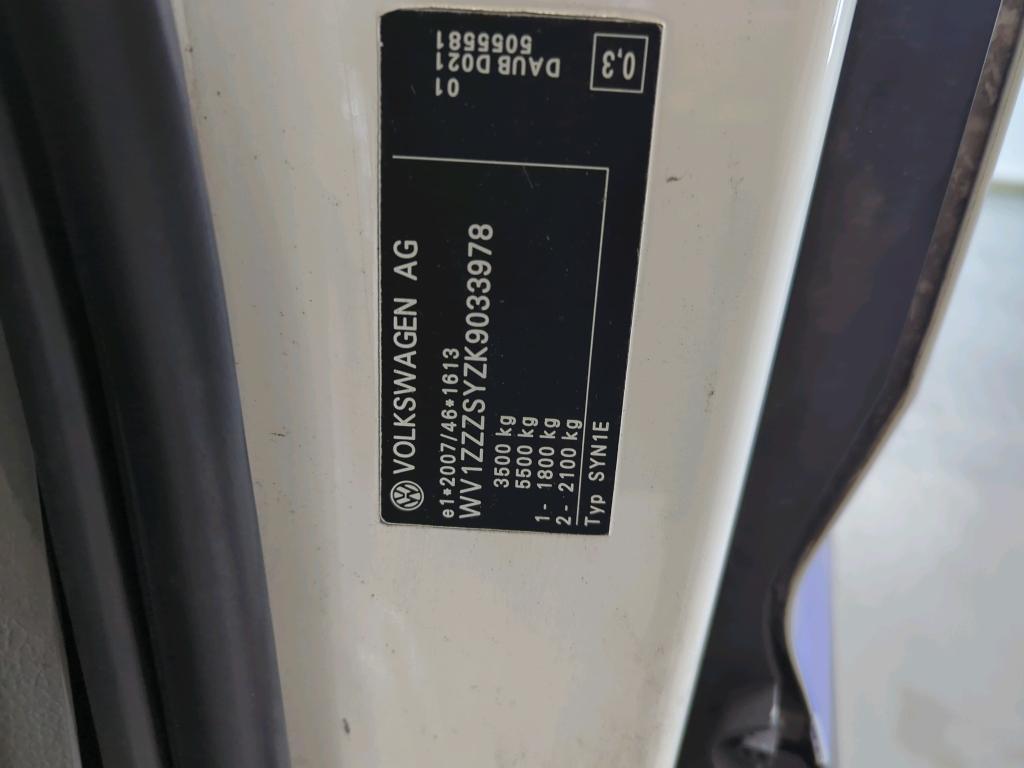 VOLKSWAGEN AG
e1*2007/46*1613
WV1ZZZSYZK9033978
3500 kg
5500 kg
1- 1800 kg
2- 2100 kg
Typ SYN1E
01
DAUB D021
5055581
0,3